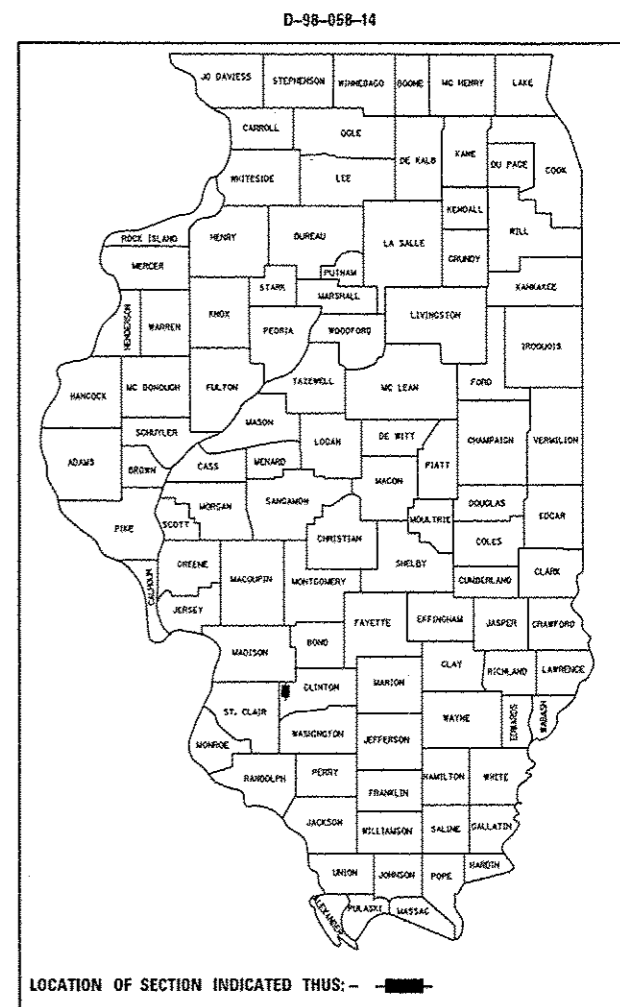 D-98-058-14
JO DAVIESS STEPHENSON WINNEBAGO BOONE MC HENRY LAKE
CARROLL OGLE
DE KALB KANE DU PAGE COOK
WHITESIDE LEE
KENDALL
ROCK ISLAND HENRY BUREAU LA SALLE WILL
MERCER GRUNDY
PUTNAM
STARK MARSHALL KANKAKEE
HENDERSON WARREN KNOX PEORIA WOODFORD LIVINGSTON IROQUOIS
TAZEWELL MC LEAN FORD
HANCOCK MC DONOUGH FULTON
MASON
SCHUYLER LOGAN DE WITT CHAMPAIGN VERMILION
ADAMS BROWN CASS MENARD PIATT
MACON
MORGAN SANGAMON DOUGLAS
PIKE SCOTT MOULTRIE EDGAR
CHRISTIAN COLES
GREENE SHELBY
CALHOUN MACOUPIN MONTGOMERY CUMBERLAND CLARK
JERSEY
FAYETTE EFFINGHAM JASPER CRAWFORD
MADISON BOND
CLAY RICHLAND LAWRENCE
CLINTON MARION
ST. CLAIR WAYNE EDWARDS WABASH
WASIGNGTON JEFFERSON
MONROE
RANDOLPH PERRY HAMILTON WHITE
FRANKLIN
JACKSON WILLIAMSON SALINE GALLATIN
UNION JOHNSON POPE HARDIN
ALEXANDER PULASKI MASSAC
LOCATION OF SECTION INDICATED THUS:-